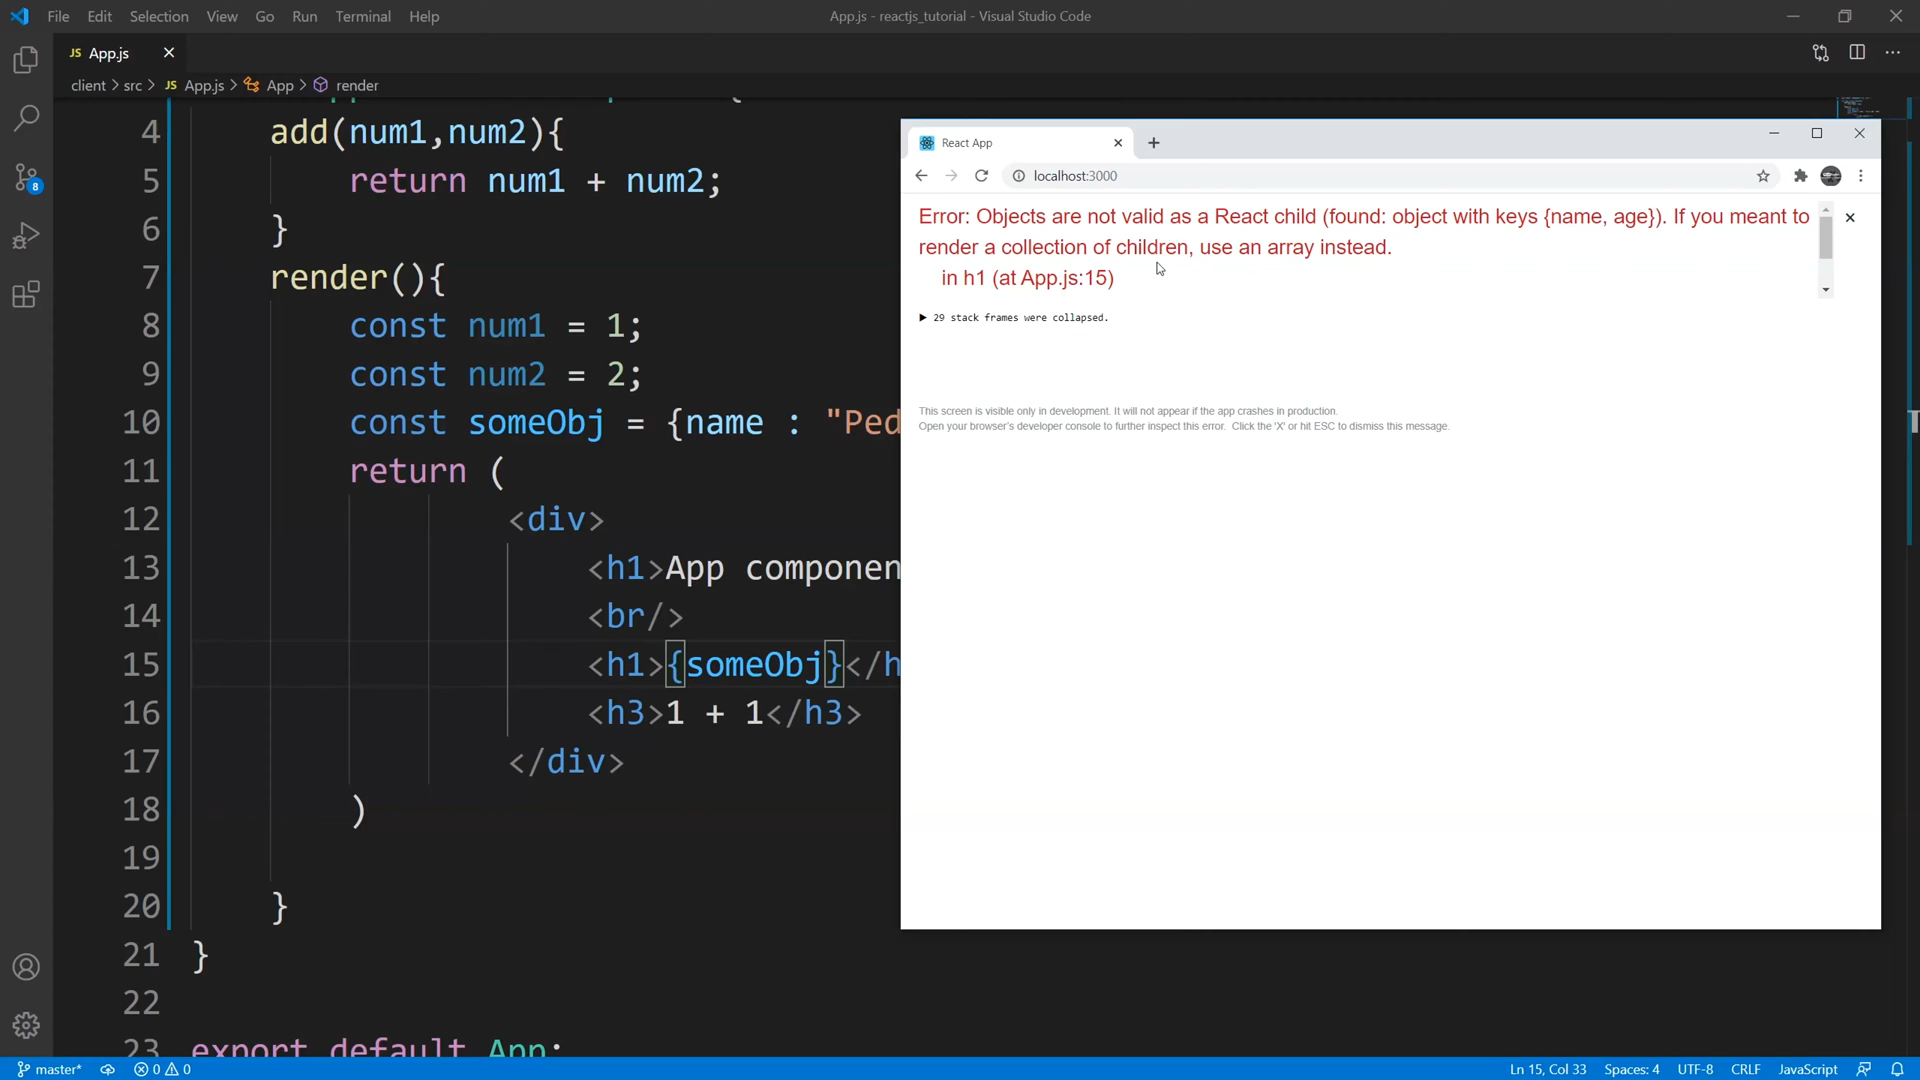 File Edit Selection View Go Run Terminal Help
App.js - reactjs_tutorial - Visual Studio Code
JS App.js
client > src > JS App.js > App > render
4 add(num1,num2){
5 return num1 + num2;
6 }
7 render(){
8 const num1 = 1;
9 const num2 = 2;
10 const someObj = {name : "Ped
11 return (
12 <div>
13 <h1>App componen
14 <br/>
15 <h1>{someObj}</h
16 <h3>1 + 1</h3>
17 </div>
18 )
19
20 }
21 }
22
23 export default App;
8
React App
localhost:3000
Error: Objects are not valid as a React child (found: object with keys {name, age}). If you meant to
render a collection of children, use an array instead.
in h1 (at App.js:15)
▶ 29 stack frames were collapsed.
This screen is visible only in development. It will not appear if the app crashes in production.
Open your browser's developer console to further inspect this error. Click the 'X' or hit ESC to dismiss this message.
master* 0 0
Ln 15, Col 33 Spaces: 4 UTF-8 CRLF JavaScript